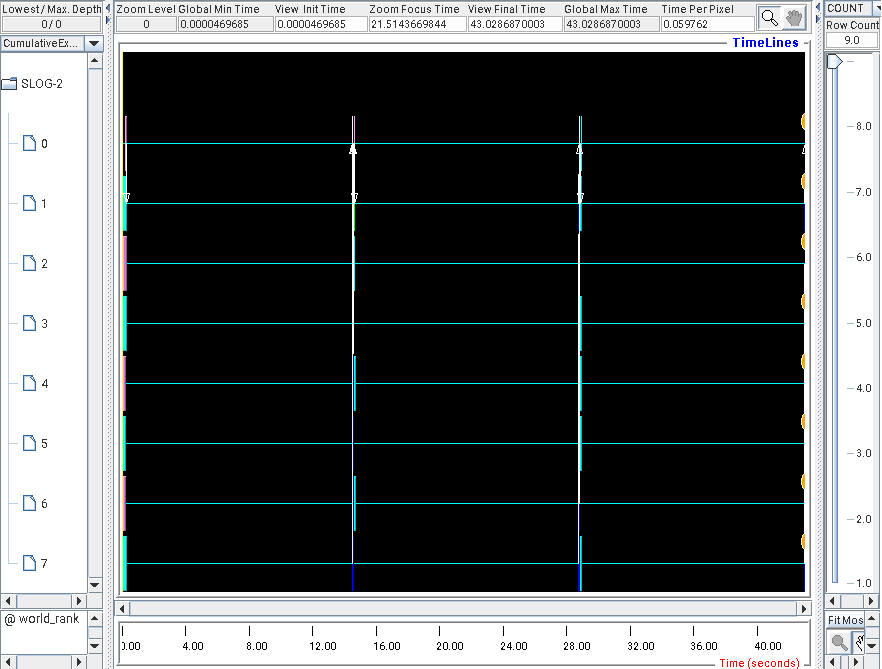 Lowest / Max. Depth
0 / 0
CumulativeEx...
SLOG-2
0
1
2
3
4
5
6
7
@ world_rank
Zoom Level Global Min Time View Init Time Zoom Focus Time View Final Time Global Max Time Time Per Pixel
0 0.0000469685 0.0000469685 21.5143669844 43.0286870003 43.0286870003 0.059762
TimeLines
0.00 4.00 8.00 12.00 16.00 20.00 24.00 28.00 32.00 36.00 40.00
Time (seconds)
COUNT
Row Count
9.0
8.0
7.0
6.0
5.0
4.0
3.0
2.0
1.0
Fit Mos